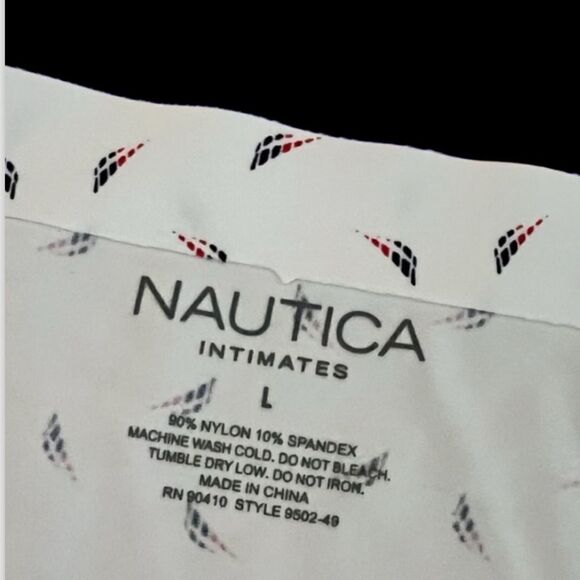 NAUTICA
INTIMATES
L
90% NYLON 10% SPANDEX
MACHINE WASH COLD. DO NOT BLEACH.
TUMBLE DRY LOW. DO NOT IRON.
MADE IN CHINA
RN 90410 STYLE 9502-49